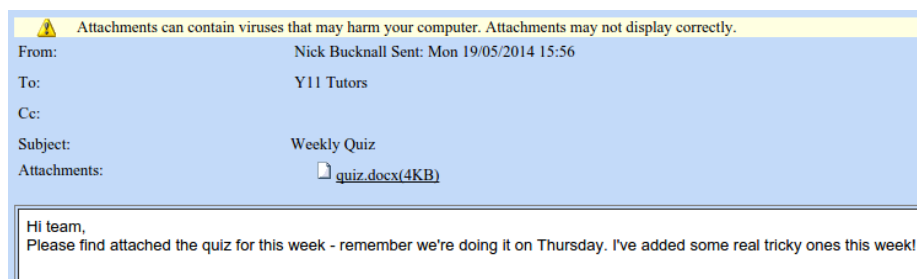 Attachments can contain viruses that may harm your computer. Attachments may not display correctly.
From: Nick Bucknall Sent: Mon 19/05/2014 15:56
To: Y11 Tutors
Cc:
Subject: Weekly Quiz
Attachments: quiz.docx(4KB)
Hi team,
Please find attached the quiz for this week - remember we're doing it on Thursday. I've added some real tricky ones this week!